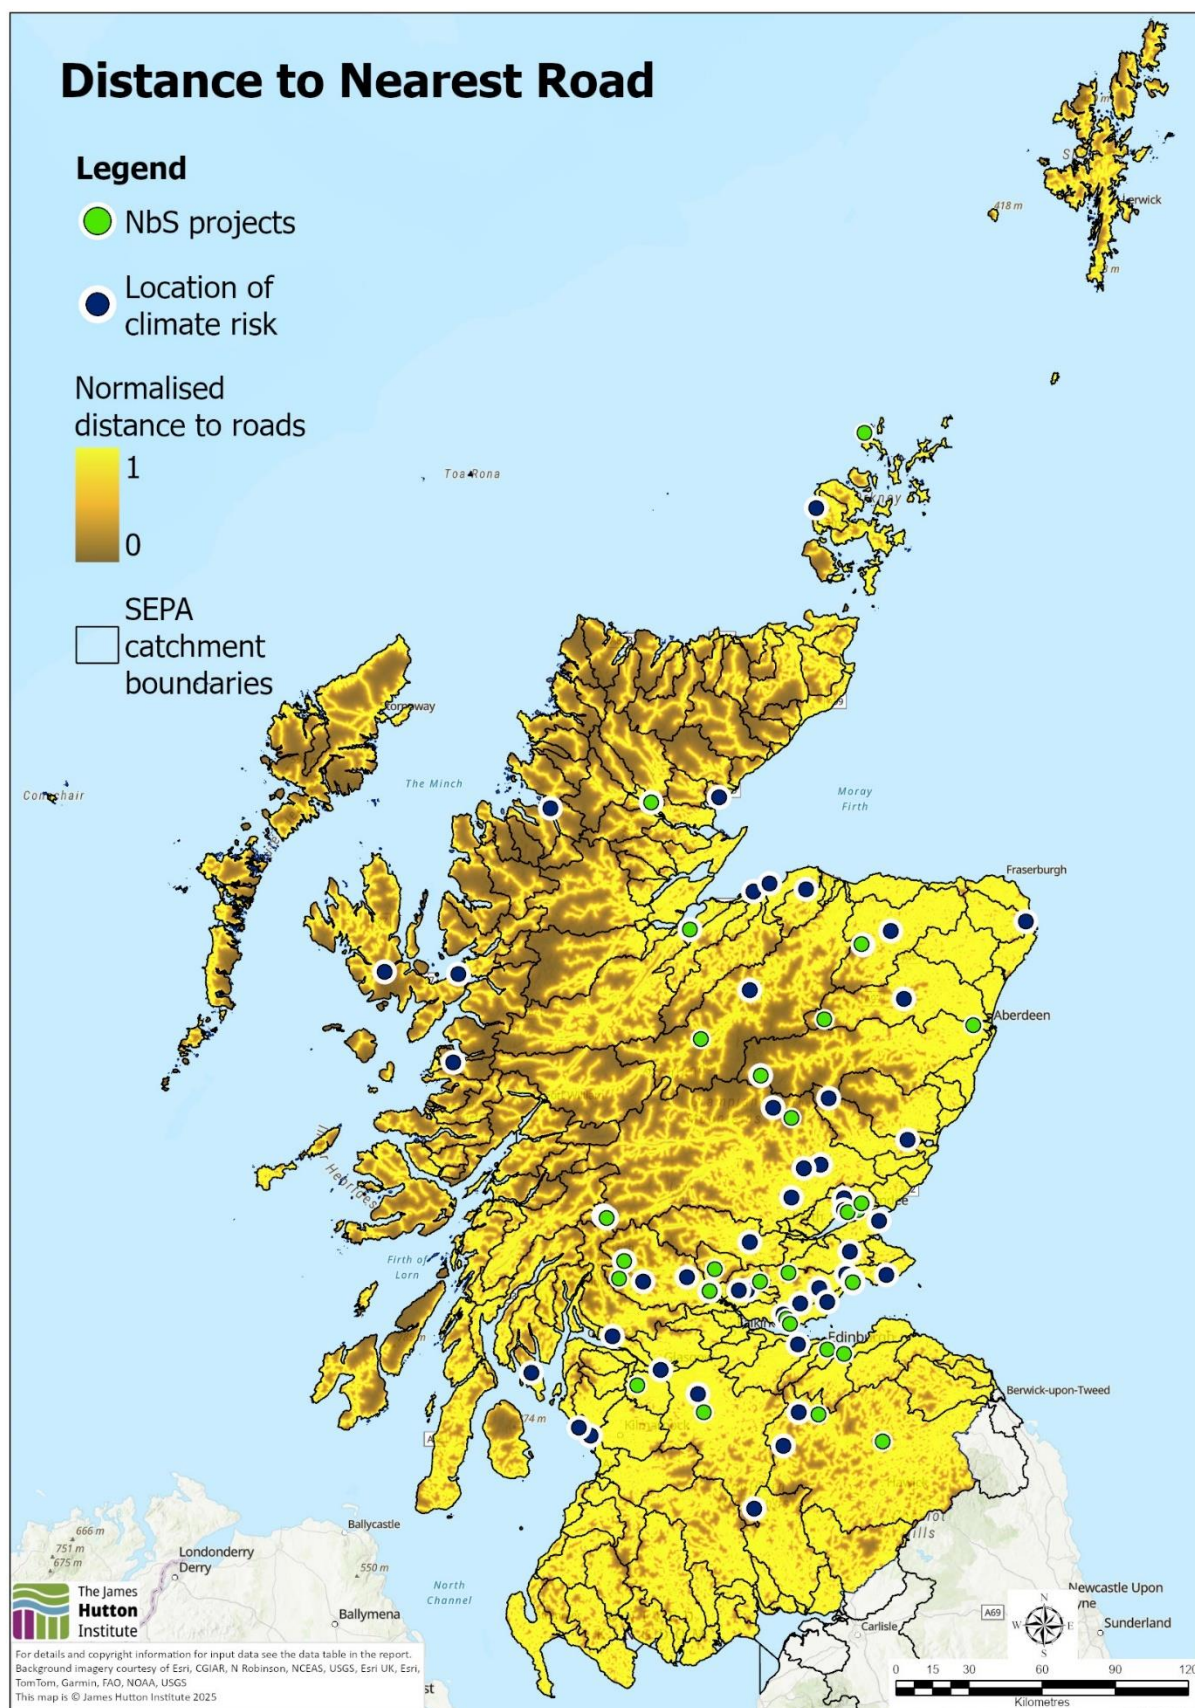 Distance to Nearest Road
Legend
NbS projects
Location of
climate risk
Normalised
distance to roads
1
0
SEPA
catchment
boundaries
418 m
Lerwick
Toa Rona
The Minch
Moray
Firth
Fraserburgh
Aberdeen
Firth of
Lorn
Edinburgh
Berwick-upon-Tweed
Kilmarnock
Ballycastle
666 m
751 m
675 m
Londonderry
Derry
550 m
North
Channel
Ballymena
Newcastle Upon
Tyne
A69
Sunderland
Carlisle
N
W
E
S
The James
Hutton
Institute
For details and copyright information for input data see the data table in the report.
Background imagery courtesy of Esri, CGIAR, N Robinson, NCEAS, USGS, Esri UK, Esri,
TomTom, Garmin, FAO, NOAA, USGS
This map is © James Hutton Institute 2025
0 15 30 60 90 120
Kilometres